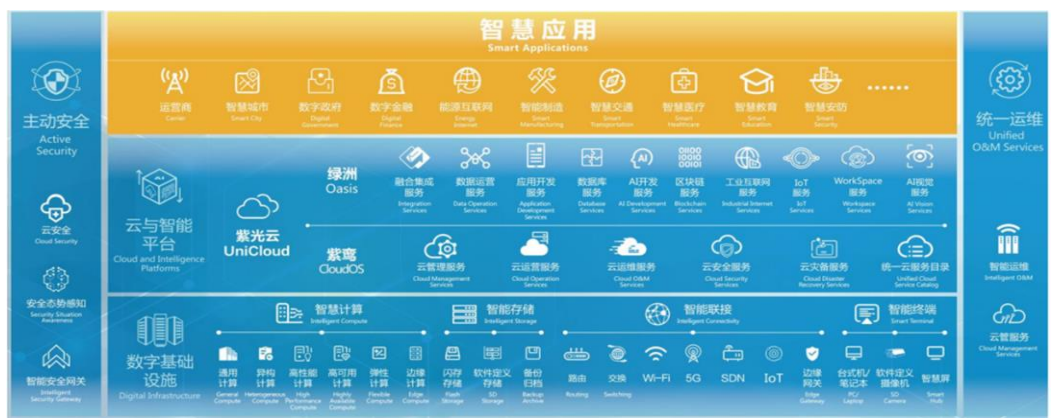 智慧应用
Smart Applications
主动安全
Active
Security
云安全
Cloud Security
安全态势感知
Security Situation
Awareness
智能安全网关
Intelligent
Security Gateway
运营商
Carrier
智慧城市
Smart City
数字政府
Digital
Government
数字金融
Digital
Finance
能源互联网
Energy
Internet
智能制造
Smart
Manufacturing
智慧交通
Smart
Transportation
智慧医疗
Smart
Healthcare
智慧教育
Smart
Education
智慧安防
Smart
Security
......
云与智能
平台
Cloud and Intelligence
Platforms
紫光云
UniCloud
绿洲
Oasis
融合集成
服务
Integration
Services
数据运营
服务
Data Operation
Services
应用开发
服务
Application
Development
Services
数据库
服务
Database
Services
AI开发
服务
AI Development
Services
区块链
服务
Blockchain
Services
工业互联网
服务
Industrial Internet
Services
IoT
服务
IoT
Services
WorkSpace
服务
Workspace
Services
AI视觉
服务
AI Vision
Services
紫鸾
CloudOS
云管理服务
Cloud Management
Services
云运营服务
Cloud Operation
Services
云运维服务
Cloud O&M
Services
云安全服务
Cloud Security
Services
云灾备服务
Cloud Disaster
Recovery Services
统一云服务目录
Unified Cloud
Service Catalog
数字基础
设施
Digital Infrastructure
智慧计算
Intelligent Compute
通用
计算
General
Compute
异构
计算
Heterogeneous
Compute
高性能
计算
High
Performance
Compute
高可用
计算
Highly
Available
Compute
弹性
计算
Flexible
Compute
边缘
计算
Edge
Compute
智能存储
Intelligent Storage
闪存
存储
Flash
Storage
软件定义
存储
SD
Storage
备份
归档
Backup
Archive
智能联接
Intelligent Connectivity
路由
Routing
交换
Switching
Wi-Fi
5G
SDN
IoT
边缘
网关
Edge
Gateway
智能终端
Smart Terminal
台式机/
笔记本
PC/
Laptop
软件定义
摄像机
SD
Camera
智慧屏
Smart
Hub
统一运维
Unified
O&M Services
智能运维
Intelligent O&M
云管服务
Cloud Management
Services